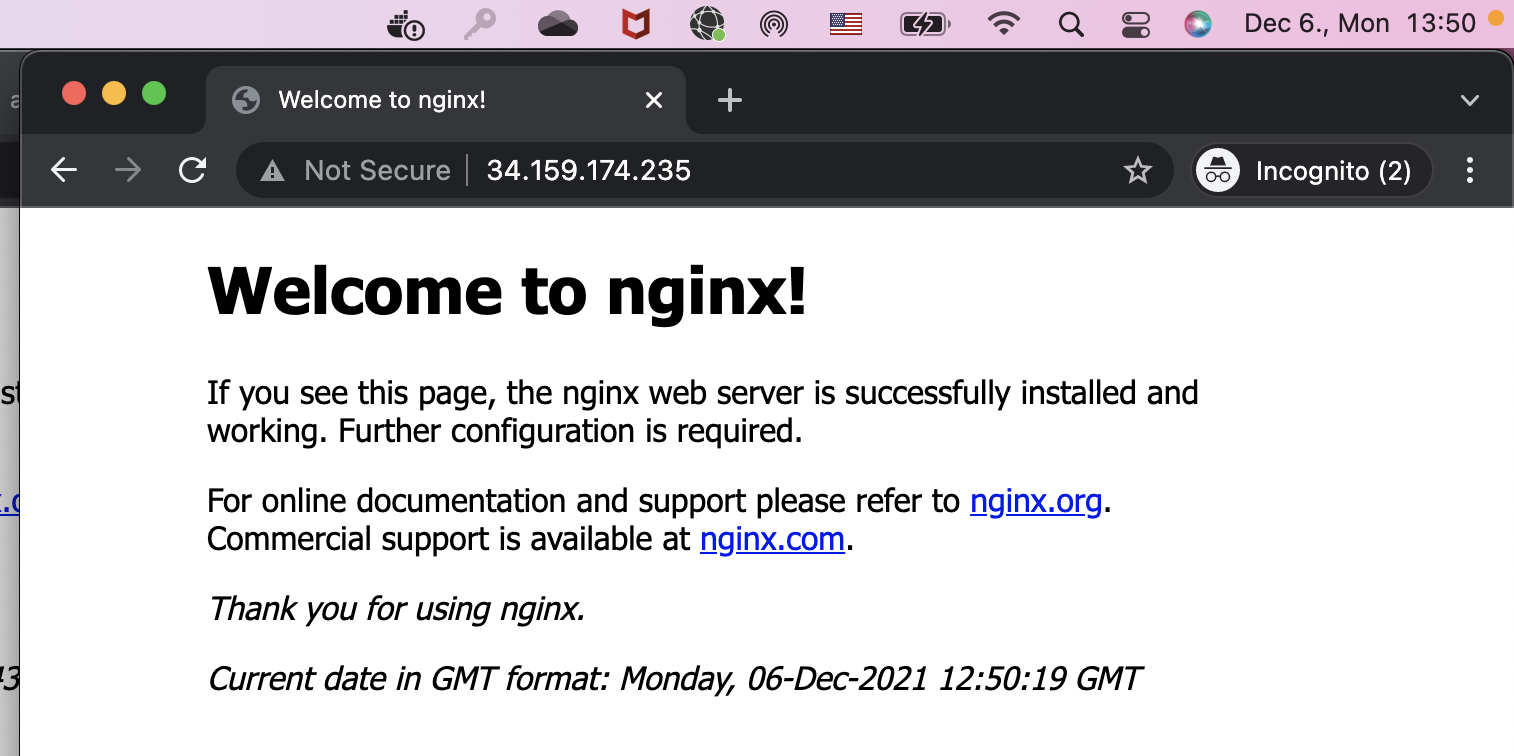 Dec 6., Mon 13:50
Welcome to nginx!
Not Secure 34.159.174.235
Incognito (2)
Welcome to nginx!
If you see this page, the nginx web server is successfully installed and
working. Further configuration is required.
For online documentation and support please refer to nginx.org.
Commercial support is available at nginx.com.
Thank you for using nginx.
Current date in GMT format: Monday, 06-Dec-2021 12:50:19 GMT